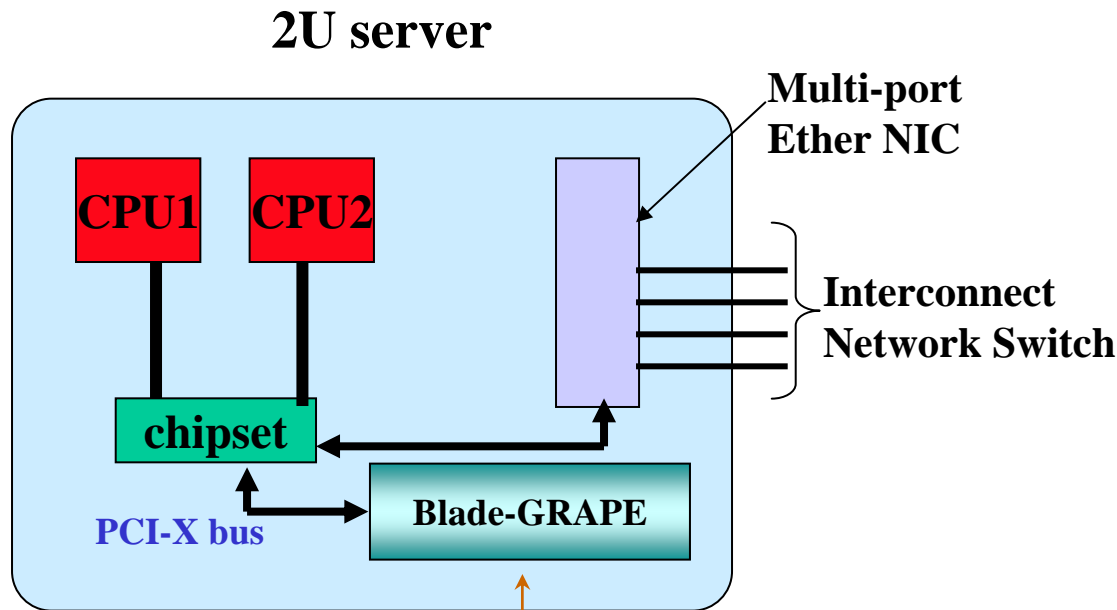 2U server
Multi-port
Ether NIC
CPU1
CPU2
Interconnect
Network Switch
chipset
Blade-GRAPE
PCI-X bus